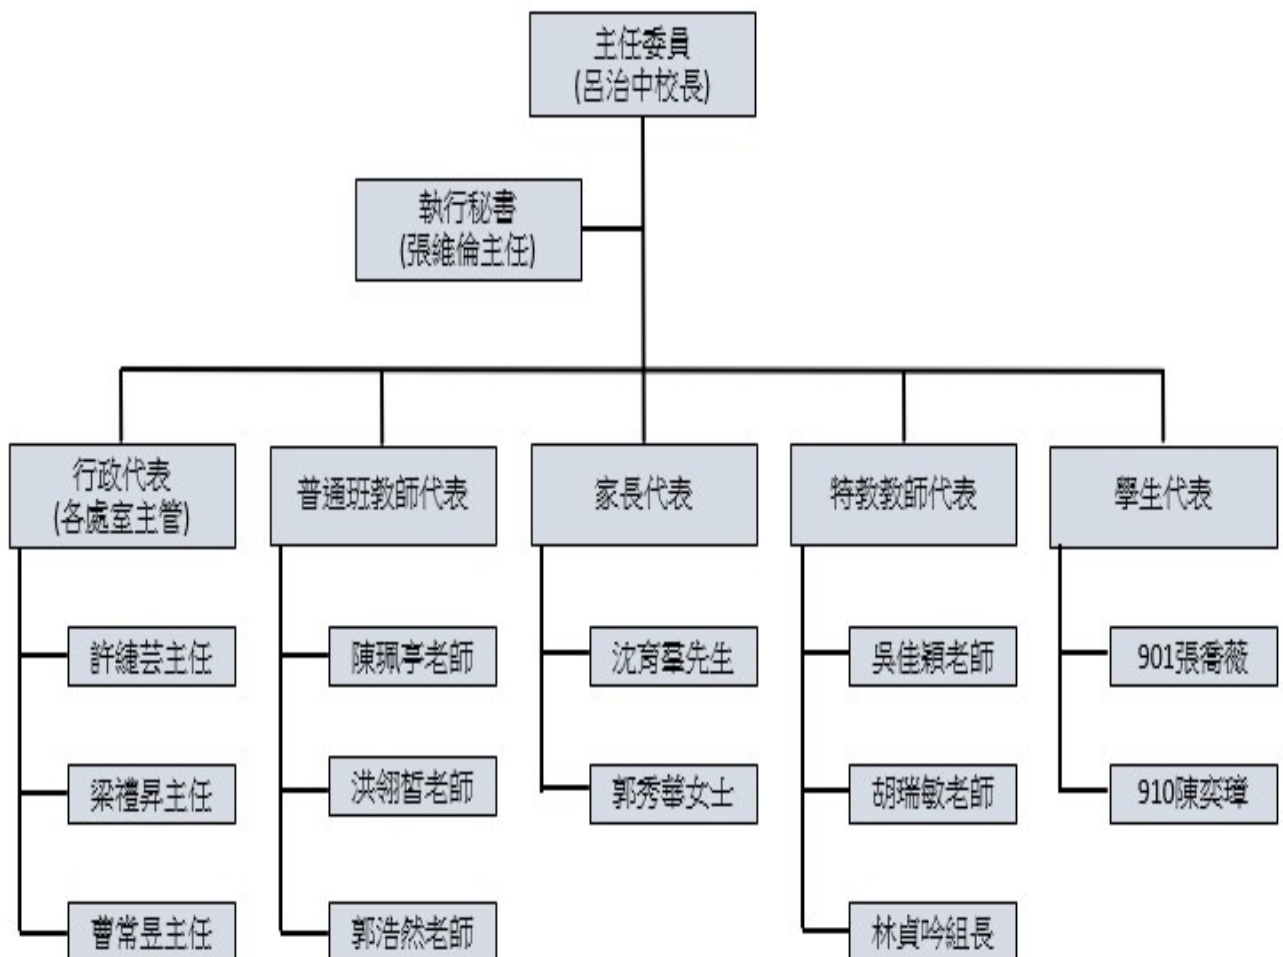 主任委員
(呂治中校長)
執行秘書
(張維倫主任)
行政代表
(各處室主管)
普通班教師代表
家長代表
特教教師代表
學生代表
許緁芸主任
陳珮亭老師
沈育羣先生
吳佳穎老師
901張喬薇
梁禮昇主任
洪翎晳老師
郭秀華女士
胡瑞敏老師
910陳奕璋
曹常昱主任
郭浩然老師
林貞吟組長